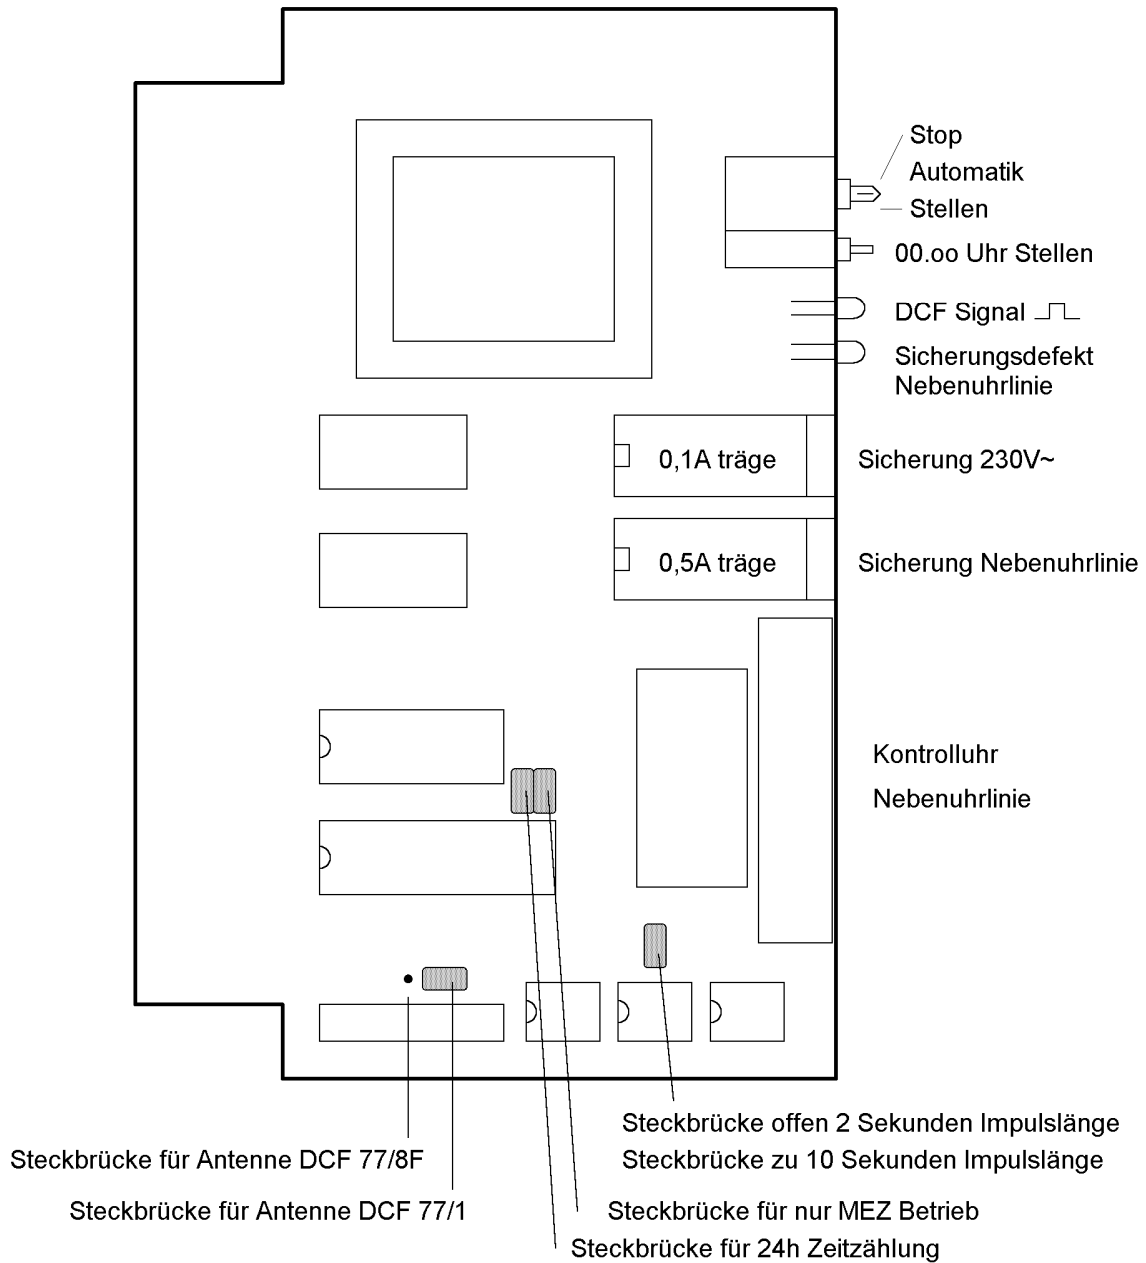 Stop
Automatik
Stellen
00.oo Uhr Stellen
DCF Signal
Sicherungsdefekt
Nebenuhrlinie
0,1A träge
Sicherung 230V~
0,5A träge
Sicherung Nebenuhrlinie
Kontrolluhr
Nebenuhrlinie
Steckbrücke offen 2 Sekunden Impulslänge
Steckbrücke zu 10 Sekunden Impulslänge
Steckbrücke für Antenne DCF 77/8F
Steckbrücke für Antenne DCF 77/1
Steckbrücke für nur MEZ Betrieb
Steckbrücke für 24h Zeitzählung